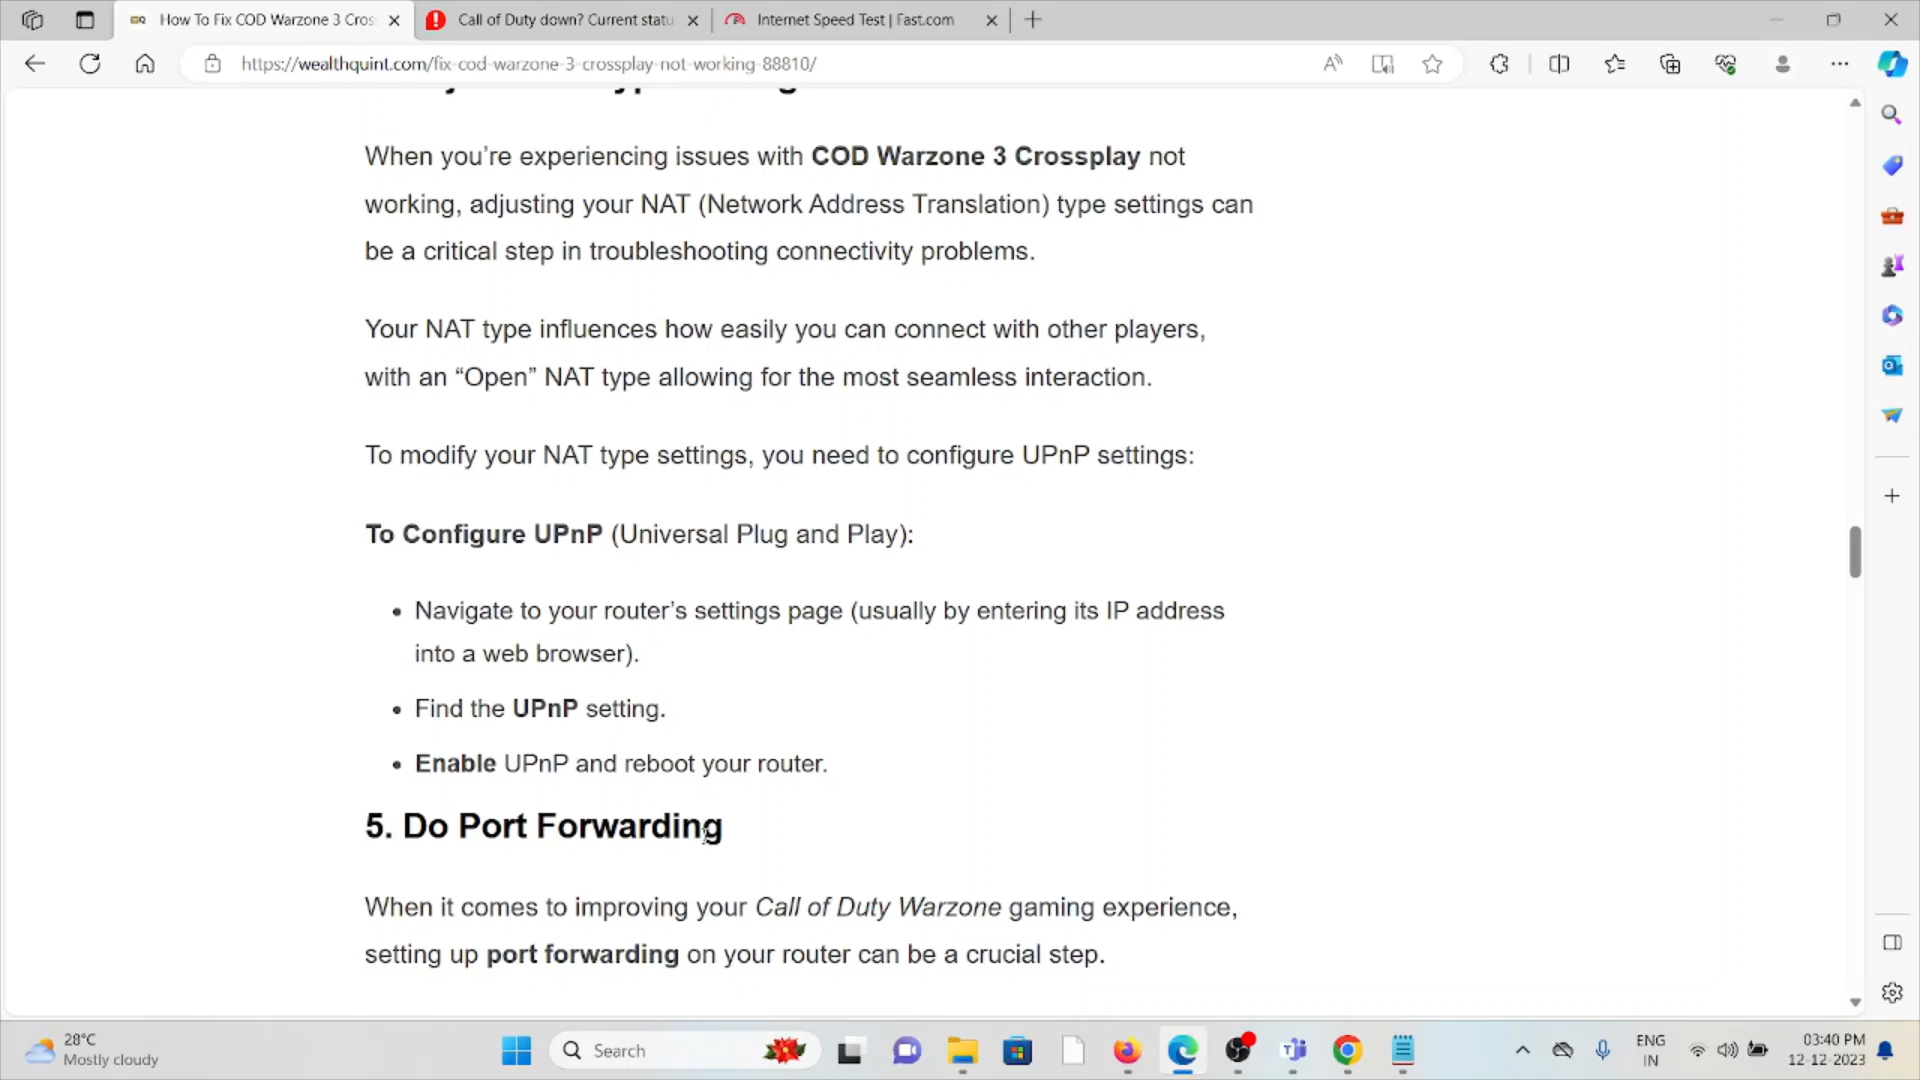 How To Fix COD Warzone 3 Cros
Call of Duty down? Current statu
Internet Speed Test | Fast.com
https://wealthquint.com/fix-cod-warzone-3-crossplay-not-working-88810/
When you’re experiencing issues with COD Warzone 3 Crossplay not
working, adjusting your NAT (Network Address Translation) type settings can
be a critical step in troubleshooting connectivity problems.
Your NAT type influences how easily you can connect with other players,
with an “Open” NAT type allowing for the most seamless interaction.
To modify your NAT type settings, you need to configure UPnP settings:
To Configure UPnP (Universal Plug and Play):
• Navigate to your router’s settings page (usually by entering its IP address
into a web browser).
• Find the UPnP setting.
• Enable UPnP and reboot your router.
5. Do Port Forwarding
When it comes to improving your Call of Duty Warzone gaming experience,
setting up port forwarding on your router can be a crucial step.
28°C
Mostly cloudy
Search
ENG
IN
03:40 PM
12-12-2023